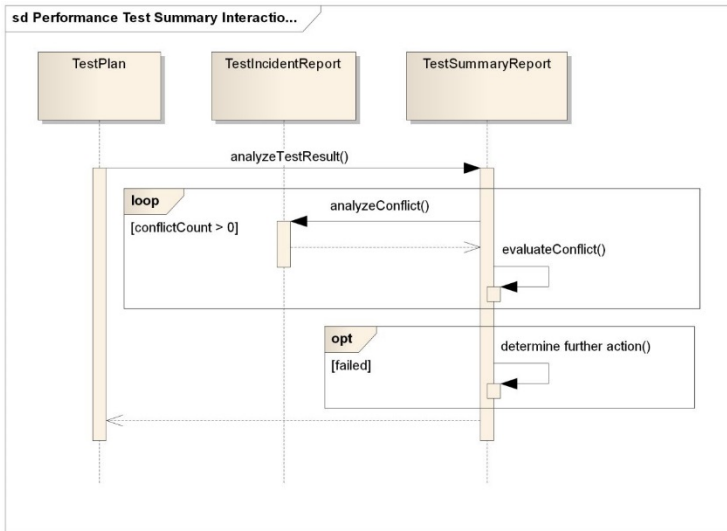 sd Performance Test Summary Interactio...
TestPlan
TestIncidentReport
TestSummaryReport
analyzeTestResult()
loop
analyzeConflict()
[conflictCount > 0]
evaluateConflict()
opt
determine further action()
[failed]